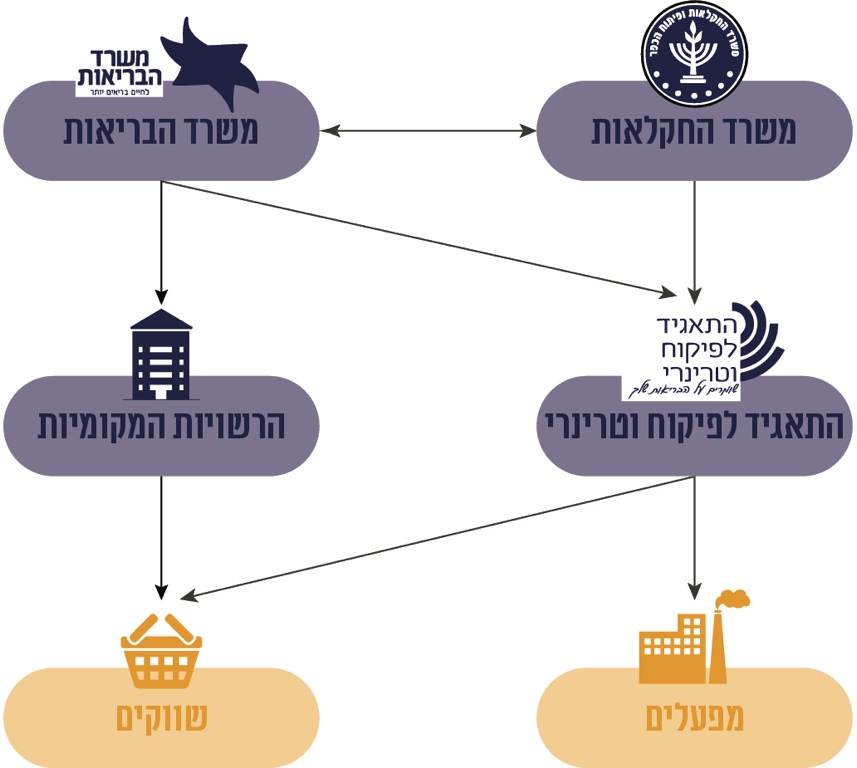 משרד החקלאות ופיתוח הכפר
משרד החקלאות
משרד
הבריאות
לחיים בריאים יותר
משרד הבריאות
התאגיד
לפיקוח
וטרינרי
שומרים על הבריאות שלך
התאגיד לפיקוח וטרינרי
הרשויות המקומיות
מפעלים
שווקים